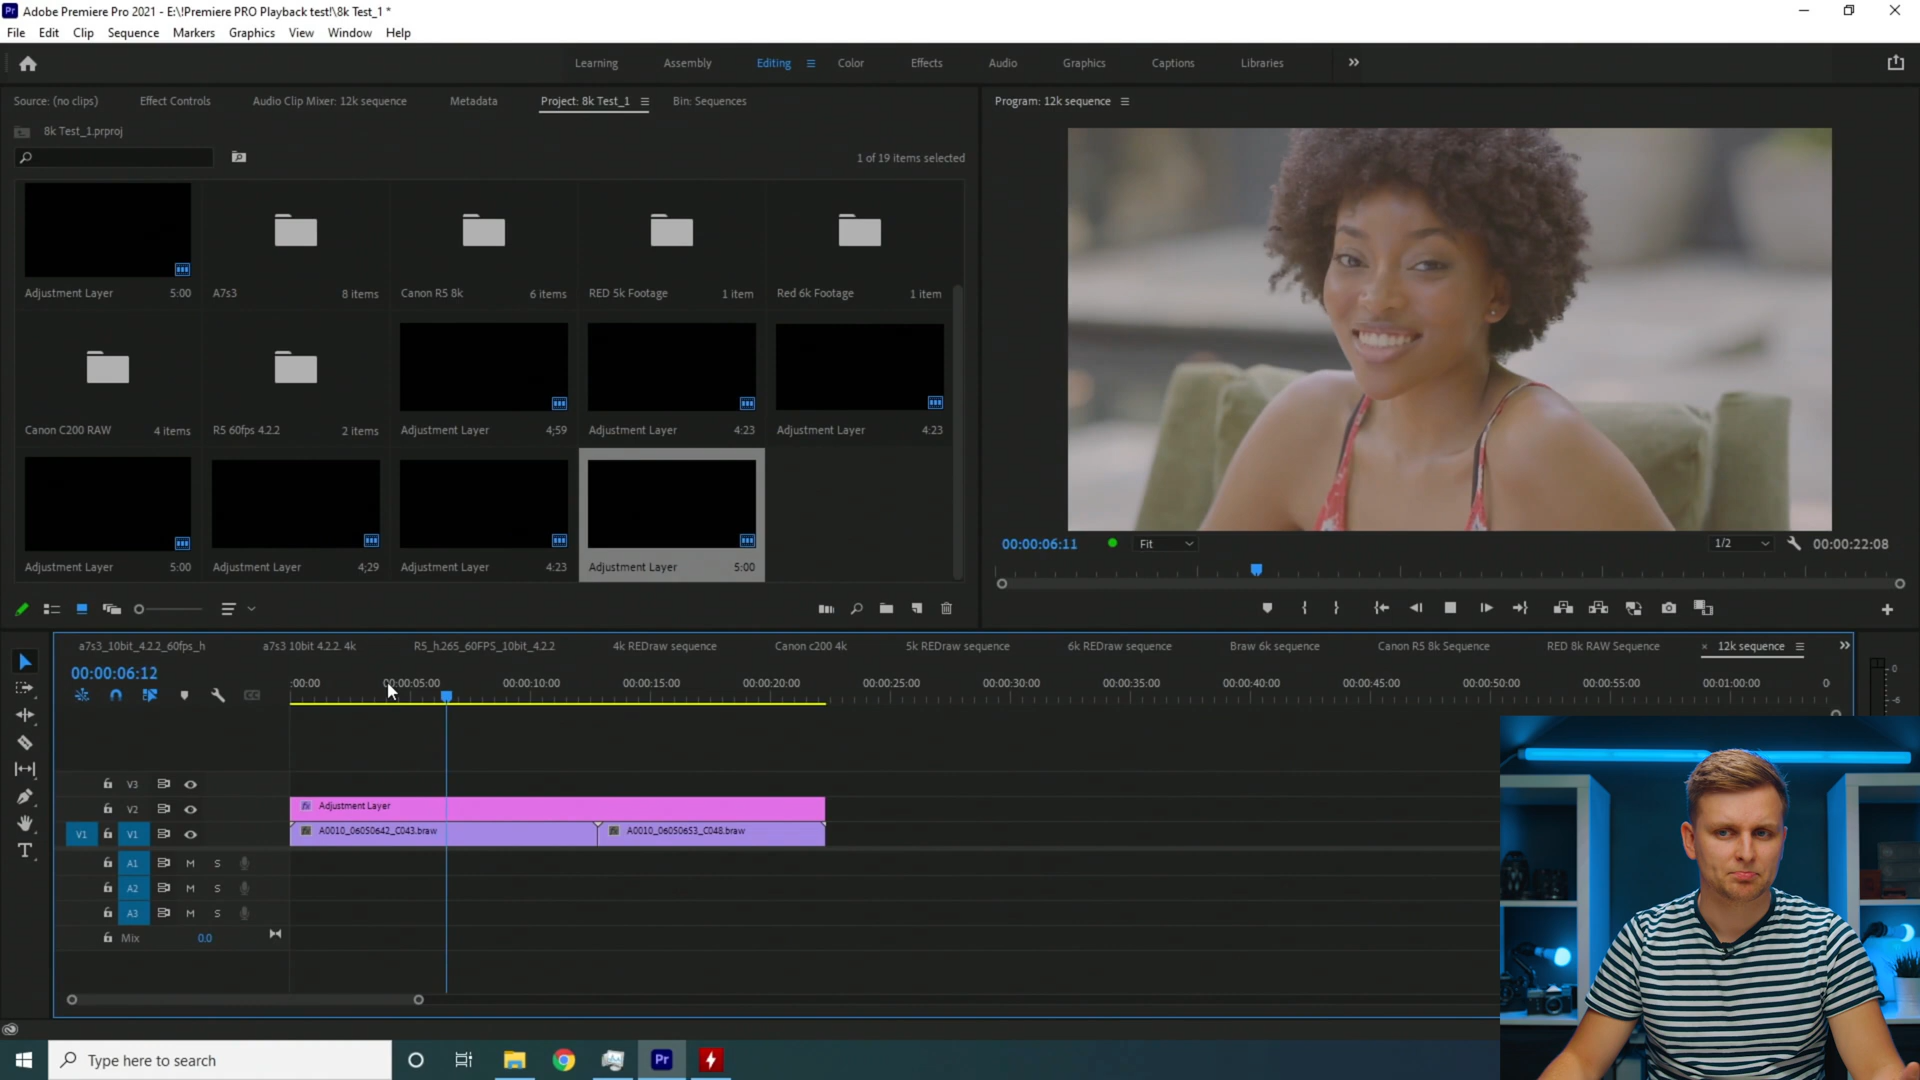 Adobe Premiere Pro 2021 - E:\!Premiere PRO Playback test!\8k Test_1 *
File Edit Clip Sequence Markers Graphics View Window Help
Learning Assembly Editing Color Effects Audio Graphics Captions Libraries
Source: (no clips) Effect Controls Audio Clip Mixer: 12k sequence Metadata Project: 8k Test_1 Bin: Sequences
Program: 12k sequence
8k Test_1.prproj
1 of 19 items selected
Adjustment Layer 5:00 A7s3 8 items Canon R5 8k 6 items RED 5k Footage 1 item Red 6k Footage 1 item
Canon C200 RAW 4 items R5 60fps 4.2.2 2 items Adjustment Layer 4;59 Adjustment Layer 4:23 Adjustment Layer 4:23
Adjustment Layer 5:00 Adjustment Layer 4;29 Adjustment Layer 4:23 Adjustment Layer 5:00
00:00:06:11 Fit 1/2 00:00:22:08
a7s3_10bit_4.2.2_60fps_h a7s3 10bit 4.2.2. 4k R5_h.265_60FPS_10bit_4.2.2 4k REDraw sequence Canon c200 4k 5k REDraw sequence 6k REDraw sequence Braw 6k sequence Canon R5 8k Sequence RED 8k RAW Sequence × 12k sequence
00:00:06:12
:00:00 00:00:05:00 00:00:10:00 00:00:15:00 00:00:20:00 00:00:25:00 00:00:30:00 00:00:35:00 00:00:40:00 00:00:45:00 00:00:50:00 00:00:55:00 00:01:00:00 0
0
-6
V3
V2 Adjustment Layer
V1 V1 A0010_06050642_C043.braw A0010_06050653_C048.braw
A1 M S
A2 M S
A3 M S
Mix 0.0
Type here to search
Pr